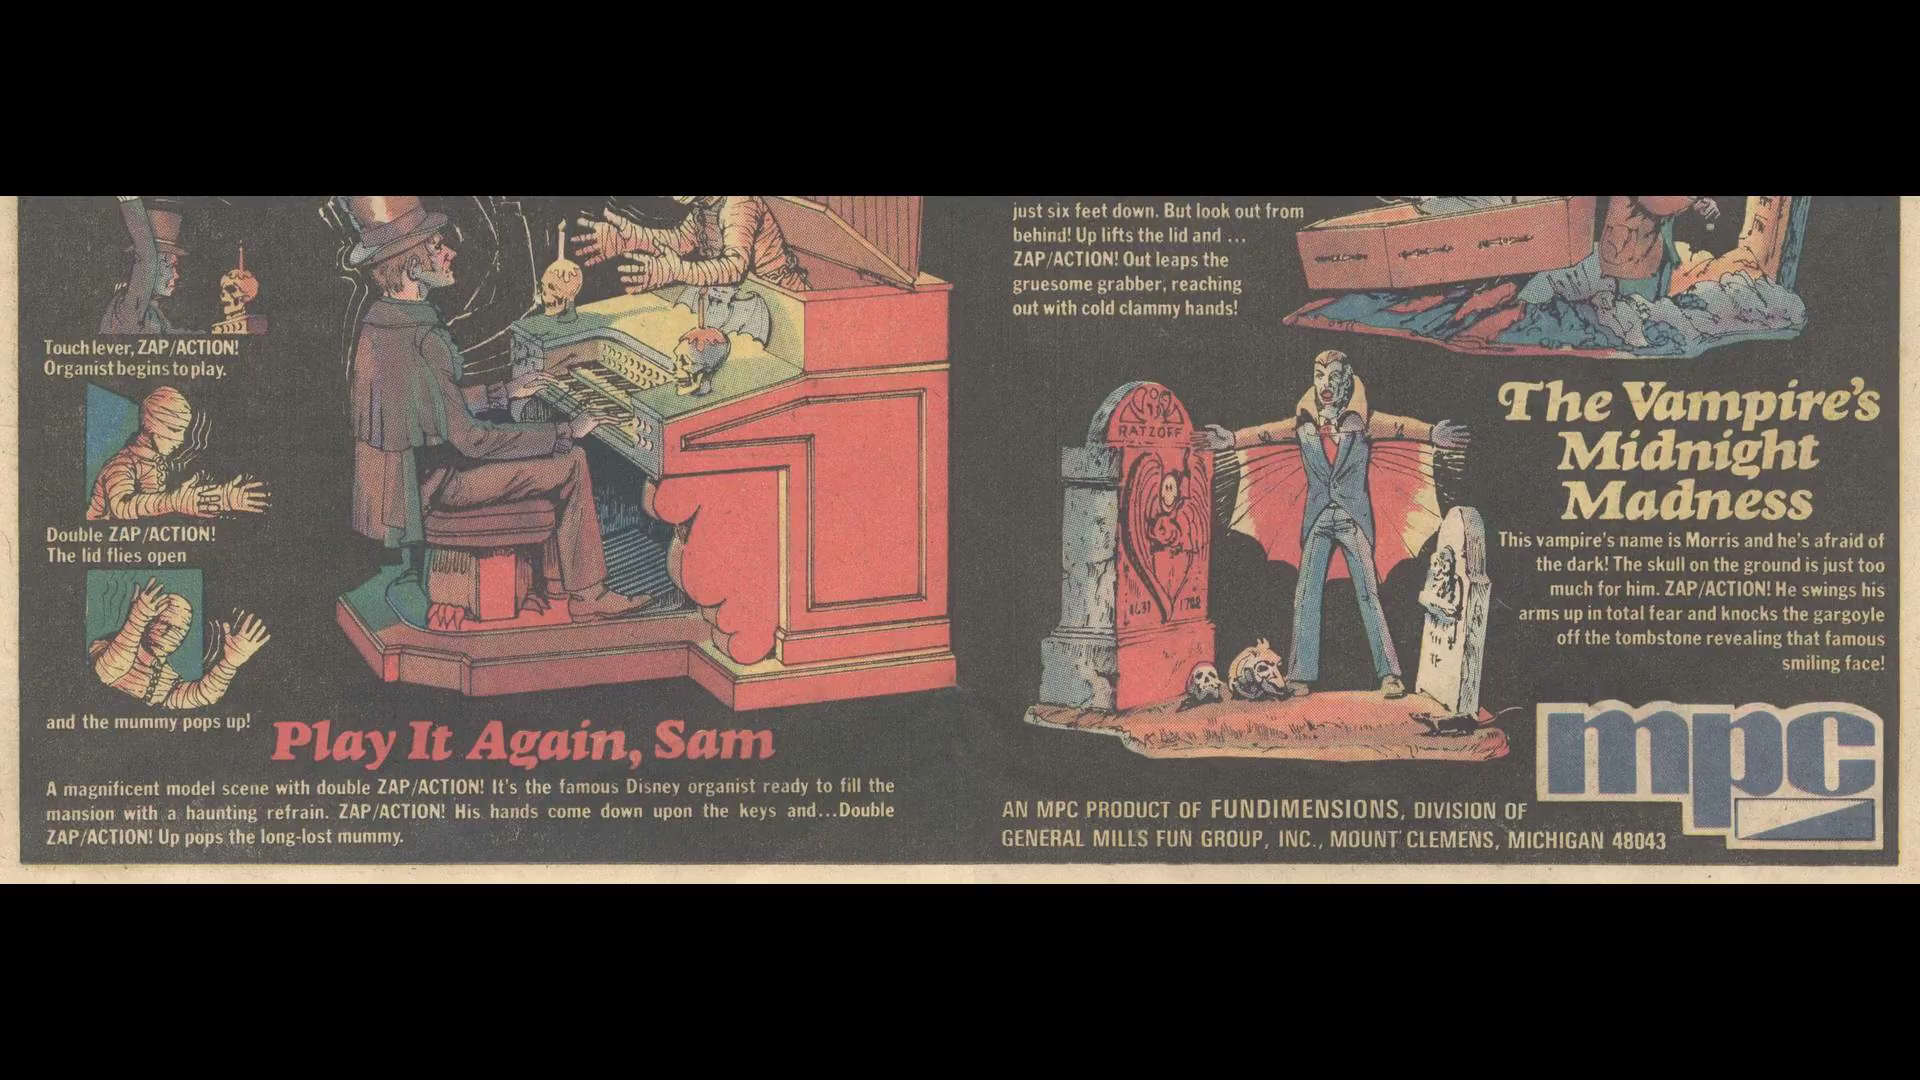 Touch lever, ZAP/ACTION!
Organist begins to play.
Double ZAP/ACTION!
The lid flies open
and the mummy pops up!
Play It Again, Sam
A magnificent model scene with double ZAP/ACTION! It's the famous Disney organist ready to fill the
mansion with a haunting refrain. ZAP/ACTION! His hands come down upon the keys and...Double
ZAP/ACTION! Up pops the long-lost mummy.
just six feet down. But look out from
behind! Up lifts the lid and ...
ZAP/ACTION! Out leaps the
gruesome grabber, reaching
out with cold clammy hands!
RATZOFF
The Vampire's
Midnight
Madness
This vampire's name is Morris and he's afraid of
the dark! The skull on the ground is just too
much for him. ZAP/ACTION! He swings his
arms up in total fear and knocks the gargoyle
off the tombstone revealing that famous
smiling face!
mpc
AN MPC PRODUCT OF FUNDIMENSIONS, DIVISION OF
GENERAL MILLS FUN GROUP, INC., MOUNT CLEMENS, MICHIGAN 48043